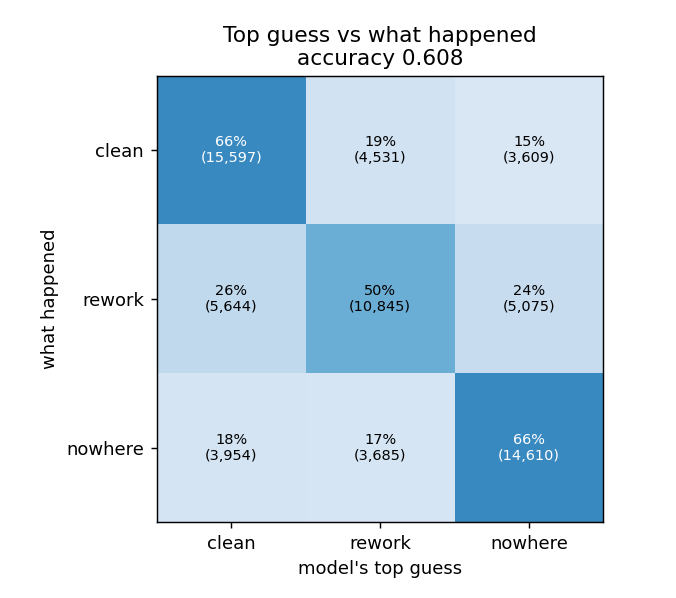 Top guess vs what happened
accuracy 0.608
what happened
clean
66%
(15,597)
19%
(4,531)
15%
(3,609)
rework
26%
(5,644)
50%
(10,845)
24%
(5,075)
nowhere
18%
(3,954)
17%
(3,685)
66%
(14,610)
clean
rework
nowhere
model's top guess